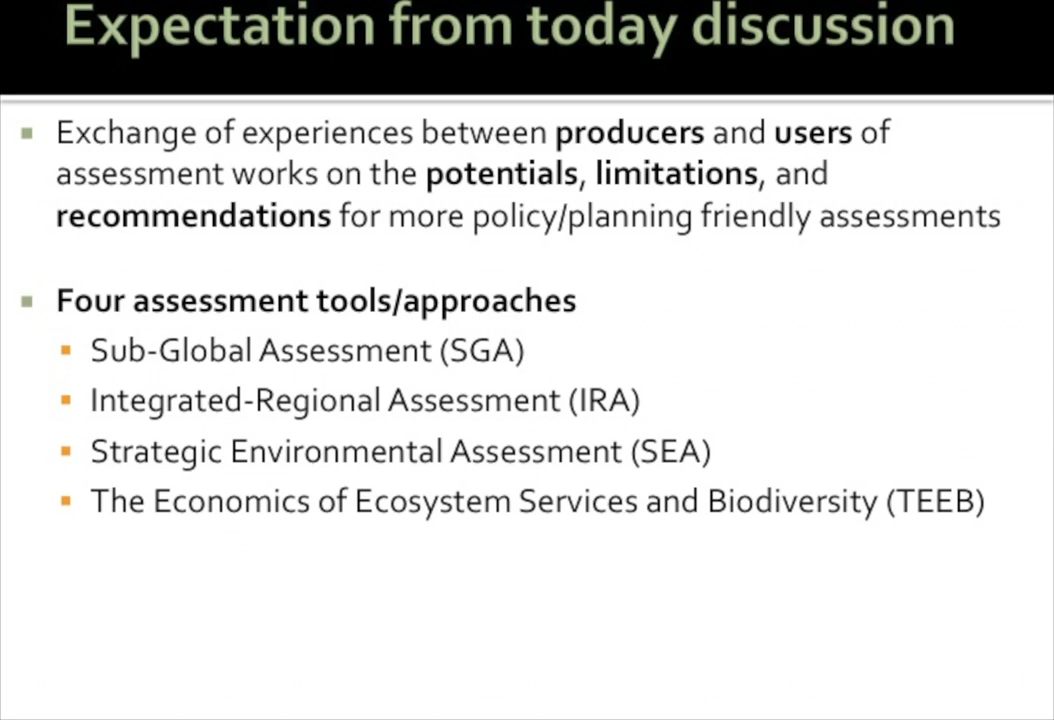 Expectation from today discussion
Exchange of experiences between producers and users of
assessment works on the potentials, limitations, and
recommendations for more policy/planning friendly assessments
Four assessment tools/approaches
Sub-Global Assessment (SGA)
Integrated-Regional Assessment (IRA)
Strategic Environmental Assessment (SEA)
The Economics of Ecosystem Services and Biodiversity (TEEB)